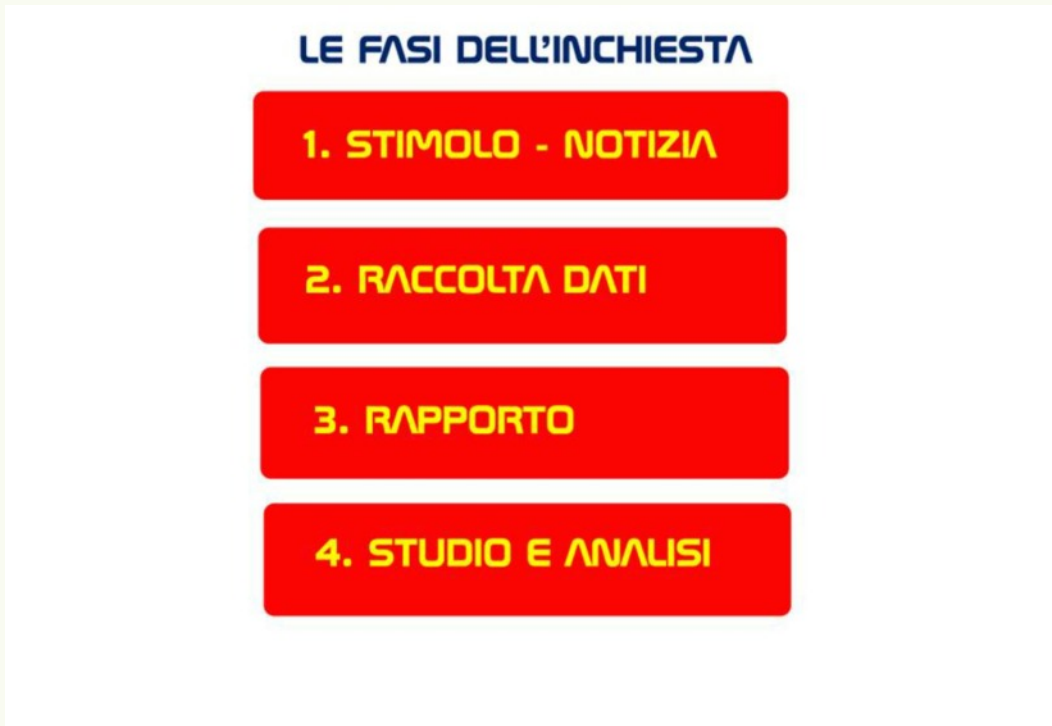 LE FASI DELL'INCHIESTA
1. STIMOLO - NOTIZIA
2. RACCOLTA DATI
3. RAPPORTO
4. STUDIO E ANALISI